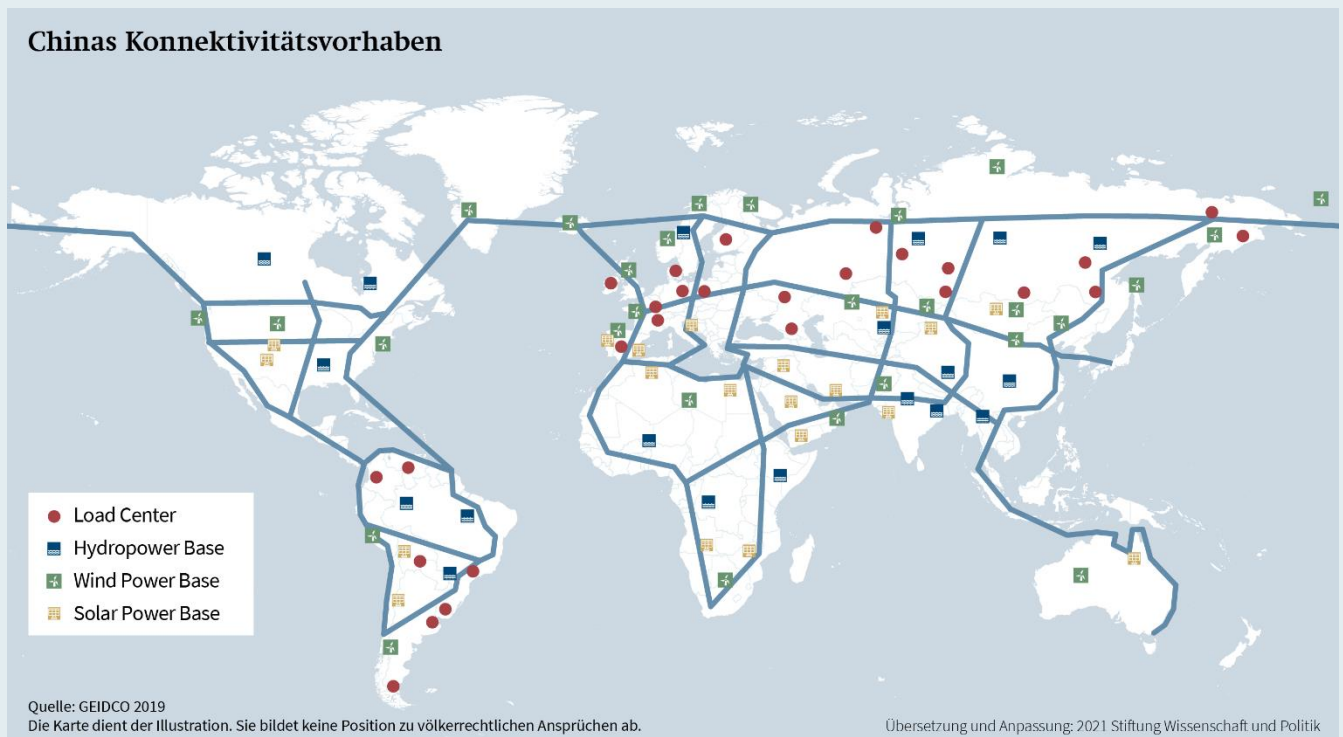 Chinas Konnektivitätsvorhaben
Load Center
Hydropower Base
Wind Power Base
Solar Power Base
Quelle: GEIDCO 2019
Die Karte dient der Illustration. Sie bildet keine Position zu völkerrechtlichen Ansprüchen ab.
Übersetzung und Anpassung: 2021 Stiftung Wissenschaft und Politik